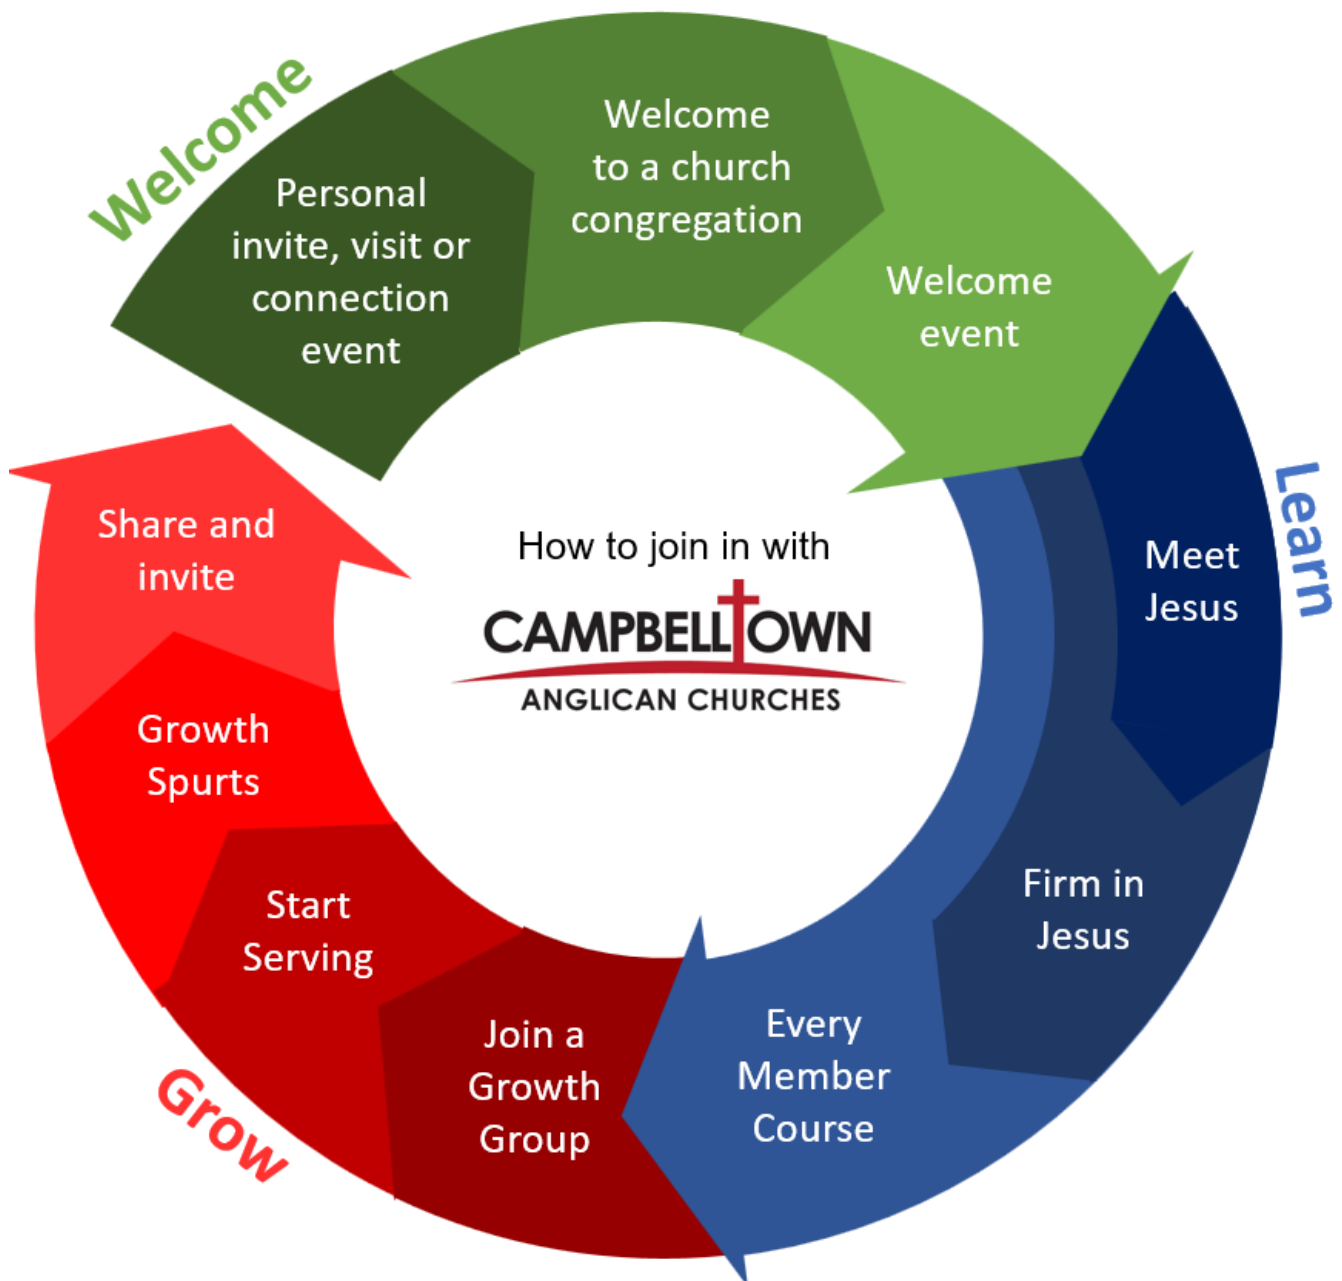 Welcome
Personal
invite, visit or
connection
event
Welcome
to a church
congregation
Welcome
event
Learn
Meet
Jesus
Firm in
Jesus
Every
Member
Course
Grow
Join a
Growth
Group
Start
Serving
Growth
Spurts
Share and
invite
How to join in with
CAMPBELLTOWN
ANGLICAN CHURCHES